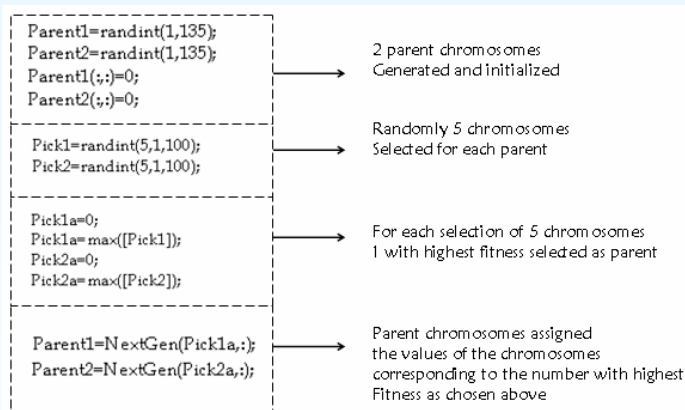 Parent1=randint(1,135);
Parent2=randint(1,135);
Parent1(:,:)=0;
Parent2(:,:)=0;
2 parent chromosomes
Generated and initialized
Pick1=randint(5,1,100);
Pick2=randint(5,1,100);
Randomly 5 chromosomes
Selected for each parent
Pick1a=0;
Pick1a=max([Pick1]);
Pick2a=0;
Pick2a=max([Pick2]);
For each selection of 5 chromosomes
1 with highest fitness selected as parent
Parent1=NextGen(Pick1a,:);
Parent2=NextGen(Pick2a,:);
Parent chromosomes assigned
the values of the chromosomes
corresponding to the number with highest
Fitness as chosen above